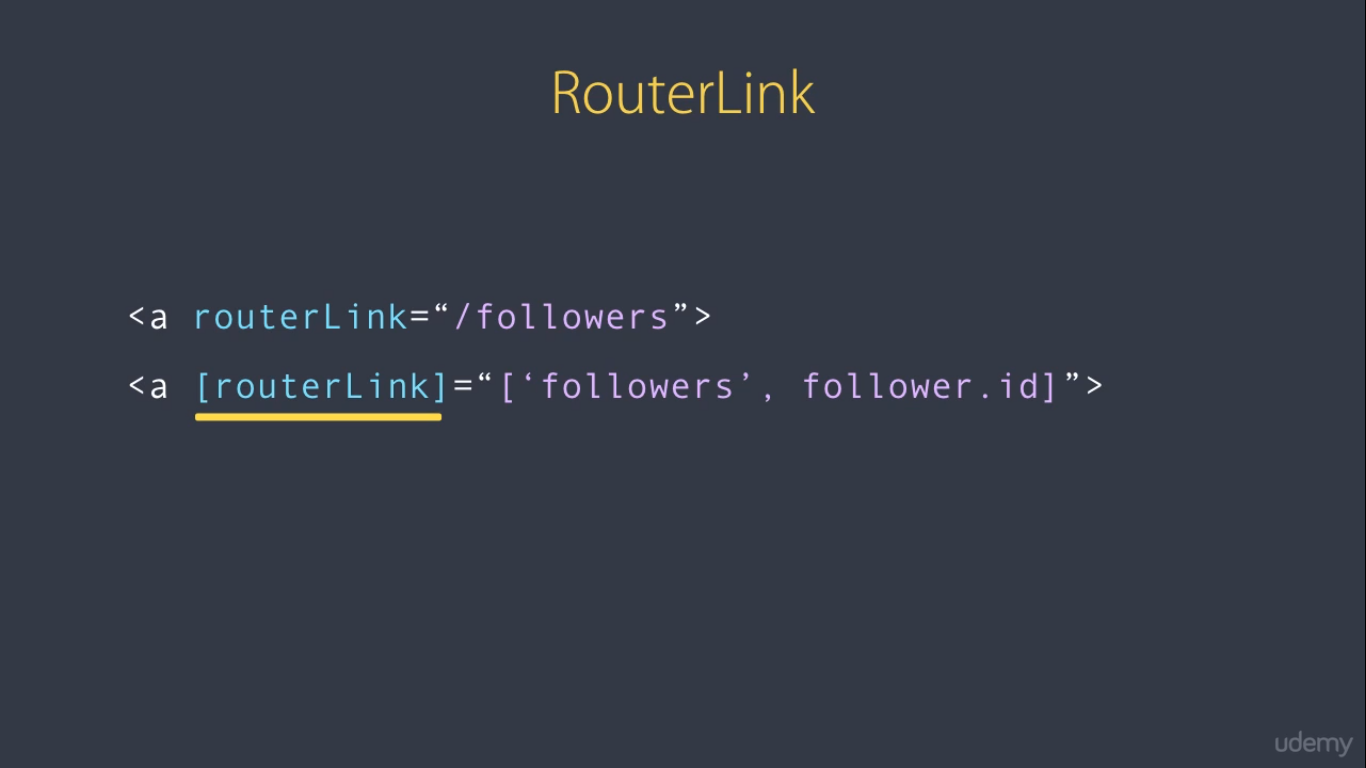 RouterLink
<a routerLink=“/followers”>
<a [routerLink]=“[‘followers’, follower.id]”>
udemy